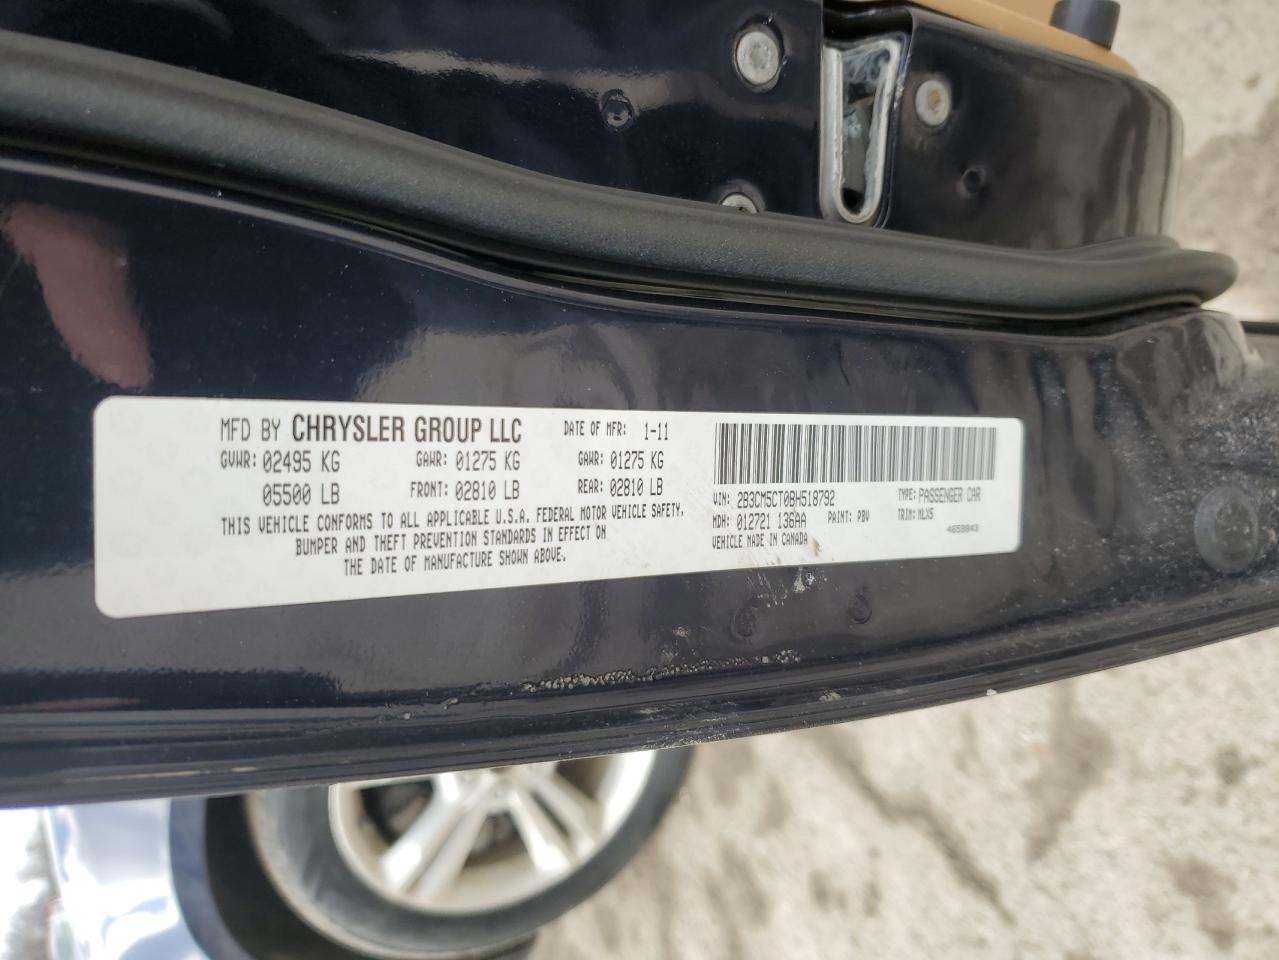 MFD BY CHRYSLER GROUP LLC DATE OF MFR: 1-11
GVWR: 02495 KG GAWR: 01275 KG GAWR: 01275 KG
05500 LB FRONT: 02810 LB REAR: 02810 LB
THIS VEHICLE CONFORMS TO ALL APPLICABLE U.S.A. FEDERAL MOTOR VEHICLE SAFETY,
BUMPER AND THEFT PREVENTION STANDARDS IN EFFECT ON
THE DATE OF MANUFACTURE SHOWN ABOVE.
VIN: 2B3CM5CT0BH518792 TYPE: PASSENGER CAR
MDH: 012721 136AA PAINT: PBV TRIM: MLX5
VEHICLE MADE IN CANADA 4658843